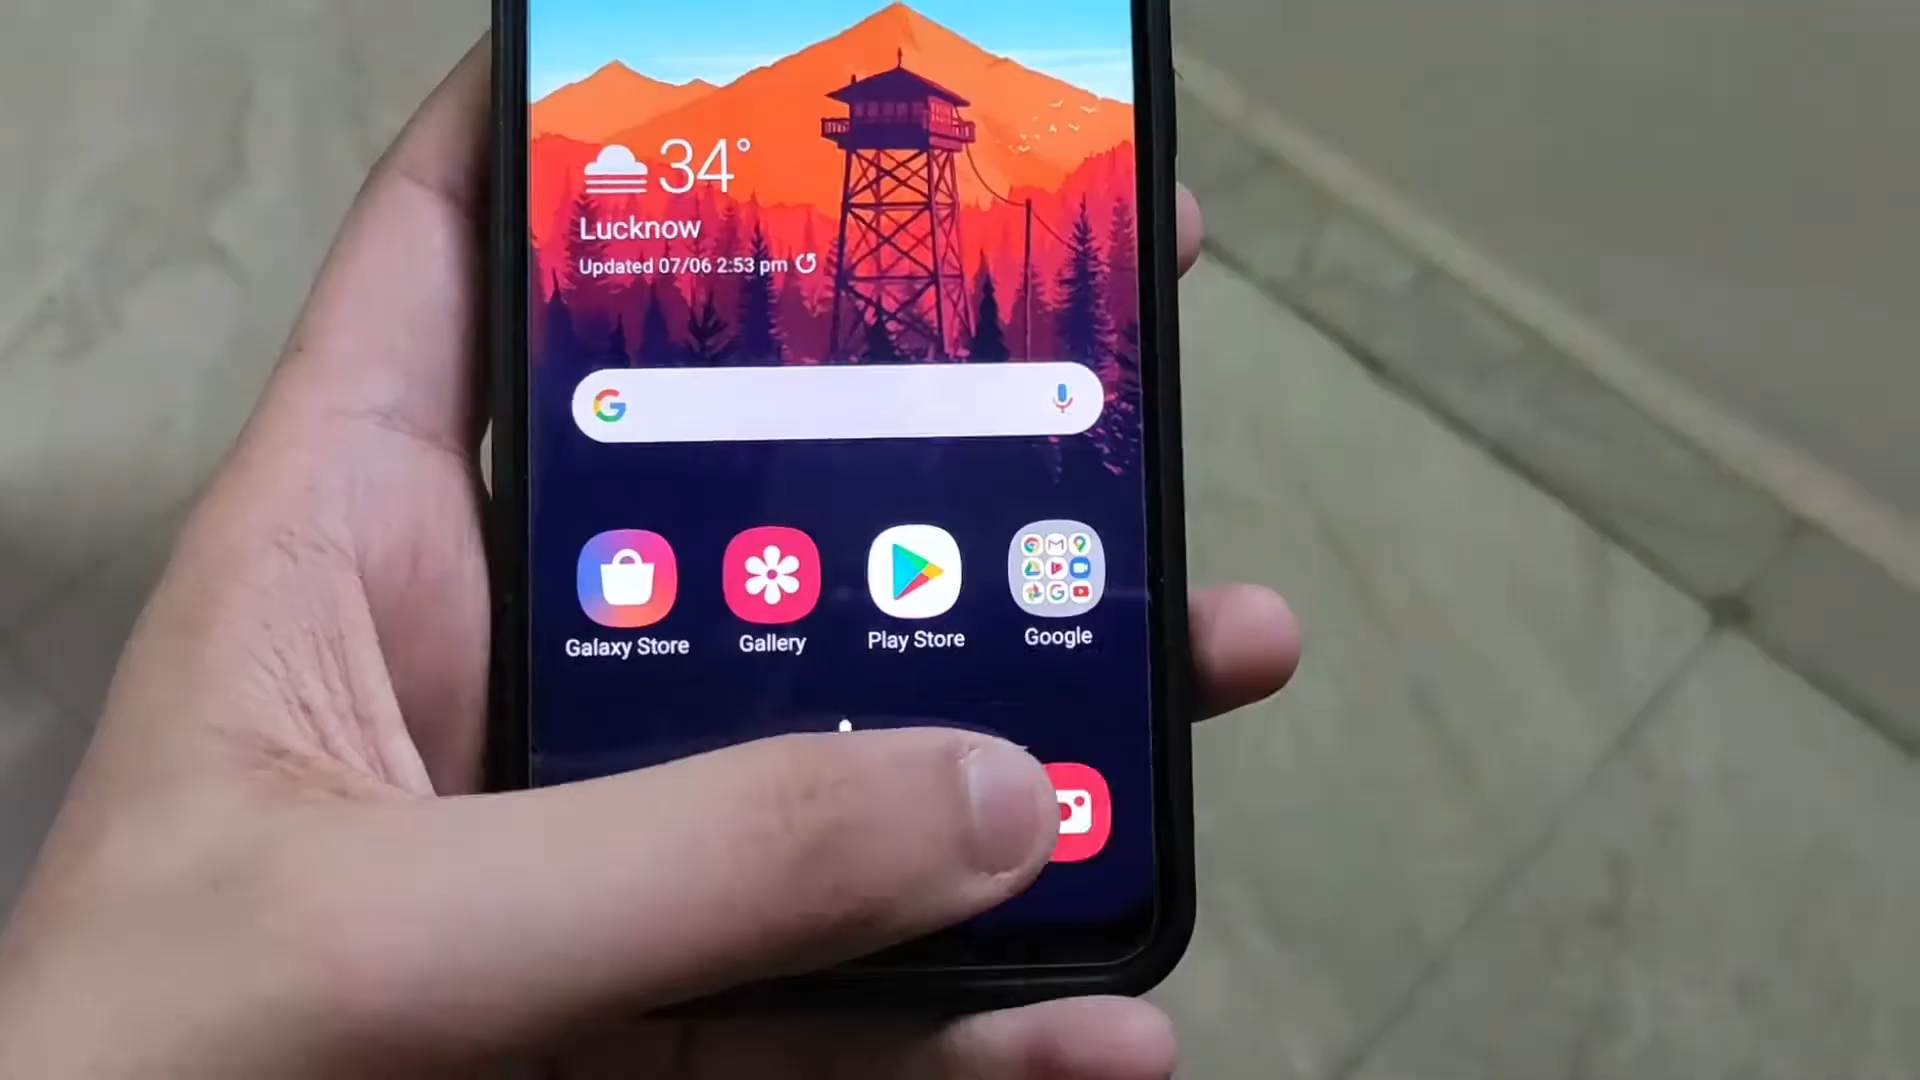 34°
Lucknow
Updated 07/06 2:53 pm
Galaxy Store
Gallery
Play Store
Google